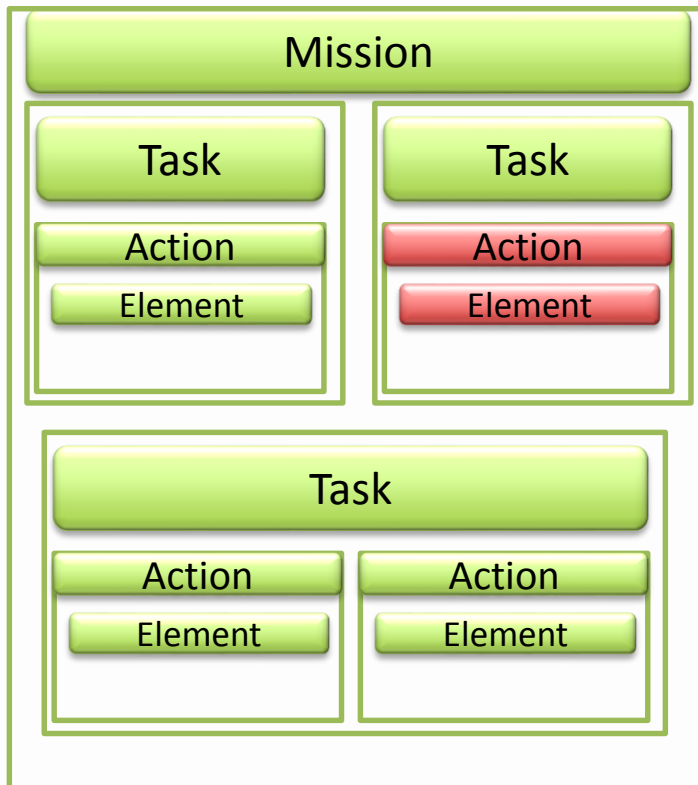 Mission
Task
Action
Element
Task
Action
Element
Task
Action
Element
Action
Element